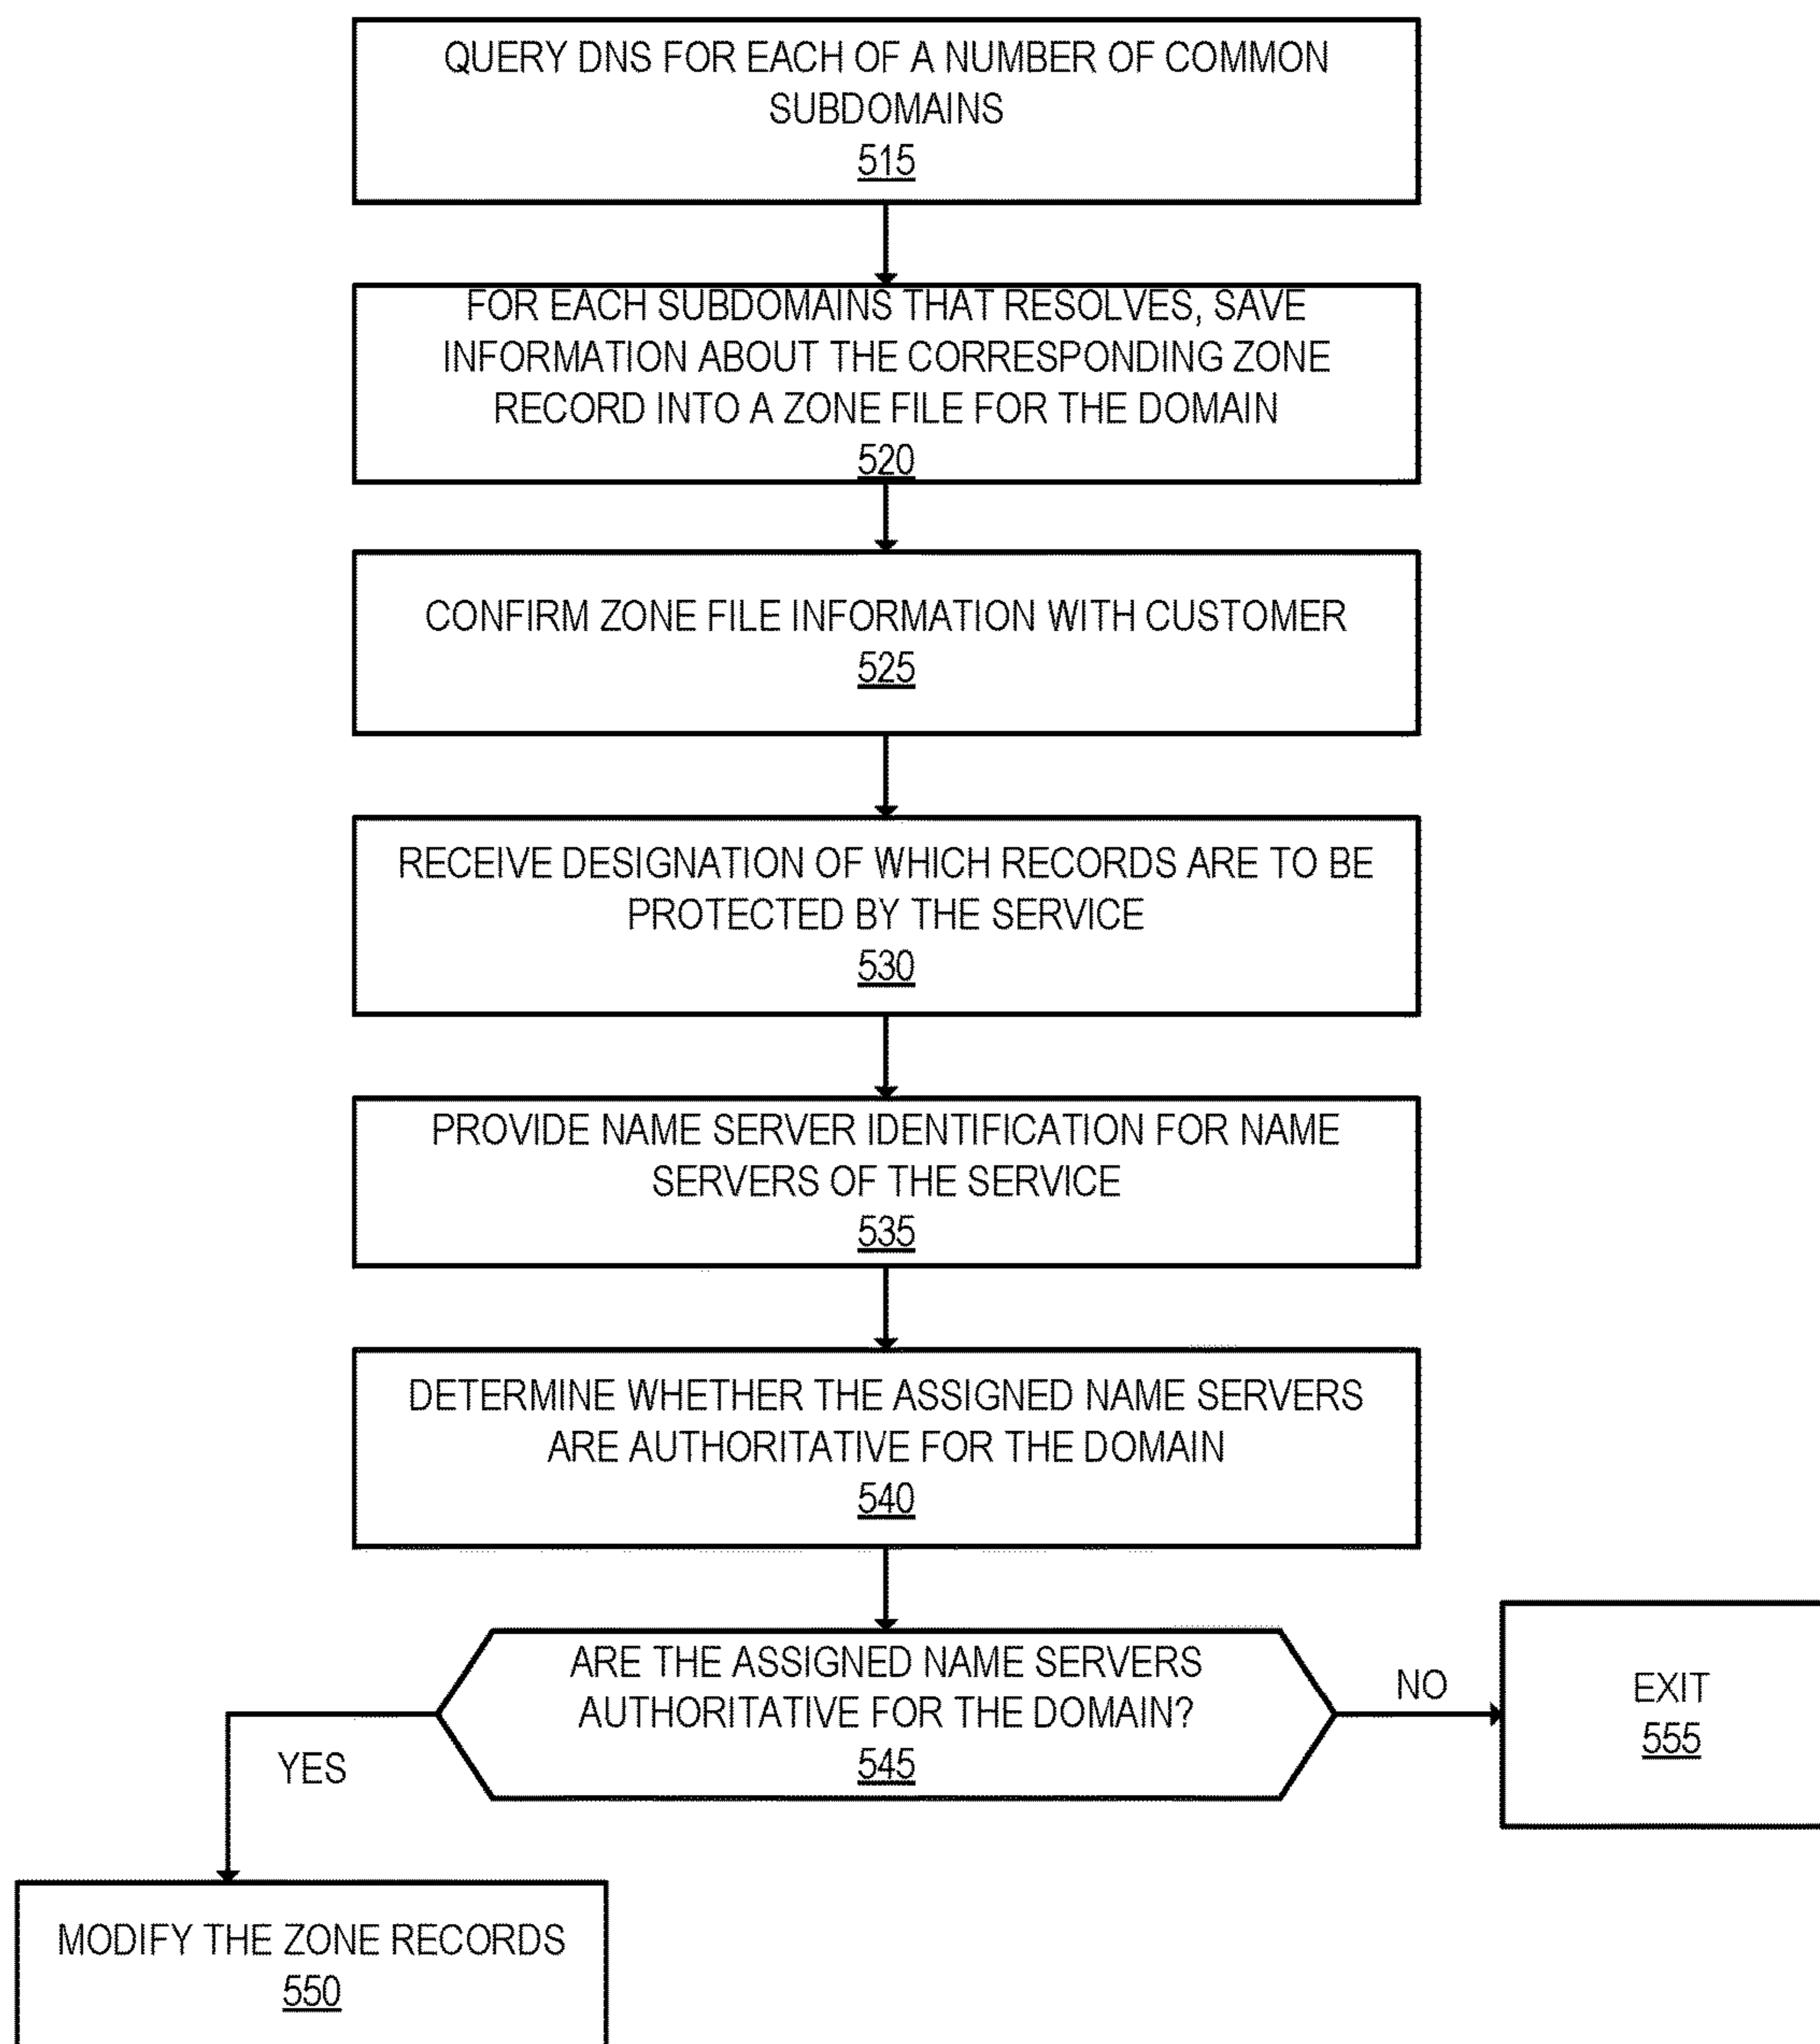 QUERY DNS FOR EACH OF A NUMBER OF COMMON
SUBDOMAINS
515
FOR EACH SUBDOMAINS THAT RESOLVES, SAVE
INFORMATION ABOUT THE CORRESPONDING ZONE
RECORD INTO A ZONE FILE FOR THE DOMAIN
520
CONFIRM ZONE FILE INFORMATION WITH CUSTOMER
525
RECEIVE DESIGNATION OF WHICH RECORDS ARE TO BE
PROTECTED BY THE SERVICE
530
PROVIDE NAME SERVER IDENTIFICATION FOR NAME
SERVERS OF THE SERVICE
535
DETERMINE WHETHER THE ASSIGNED NAME SERVERS
ARE AUTHORITATIVE FOR THE DOMAIN
540
ARE THE ASSIGNED NAME SERVERS
AUTHORITATIVE FOR THE DOMAIN?
545
NO
EXIT
555
YES
MODIFY THE ZONE RECORDS
550